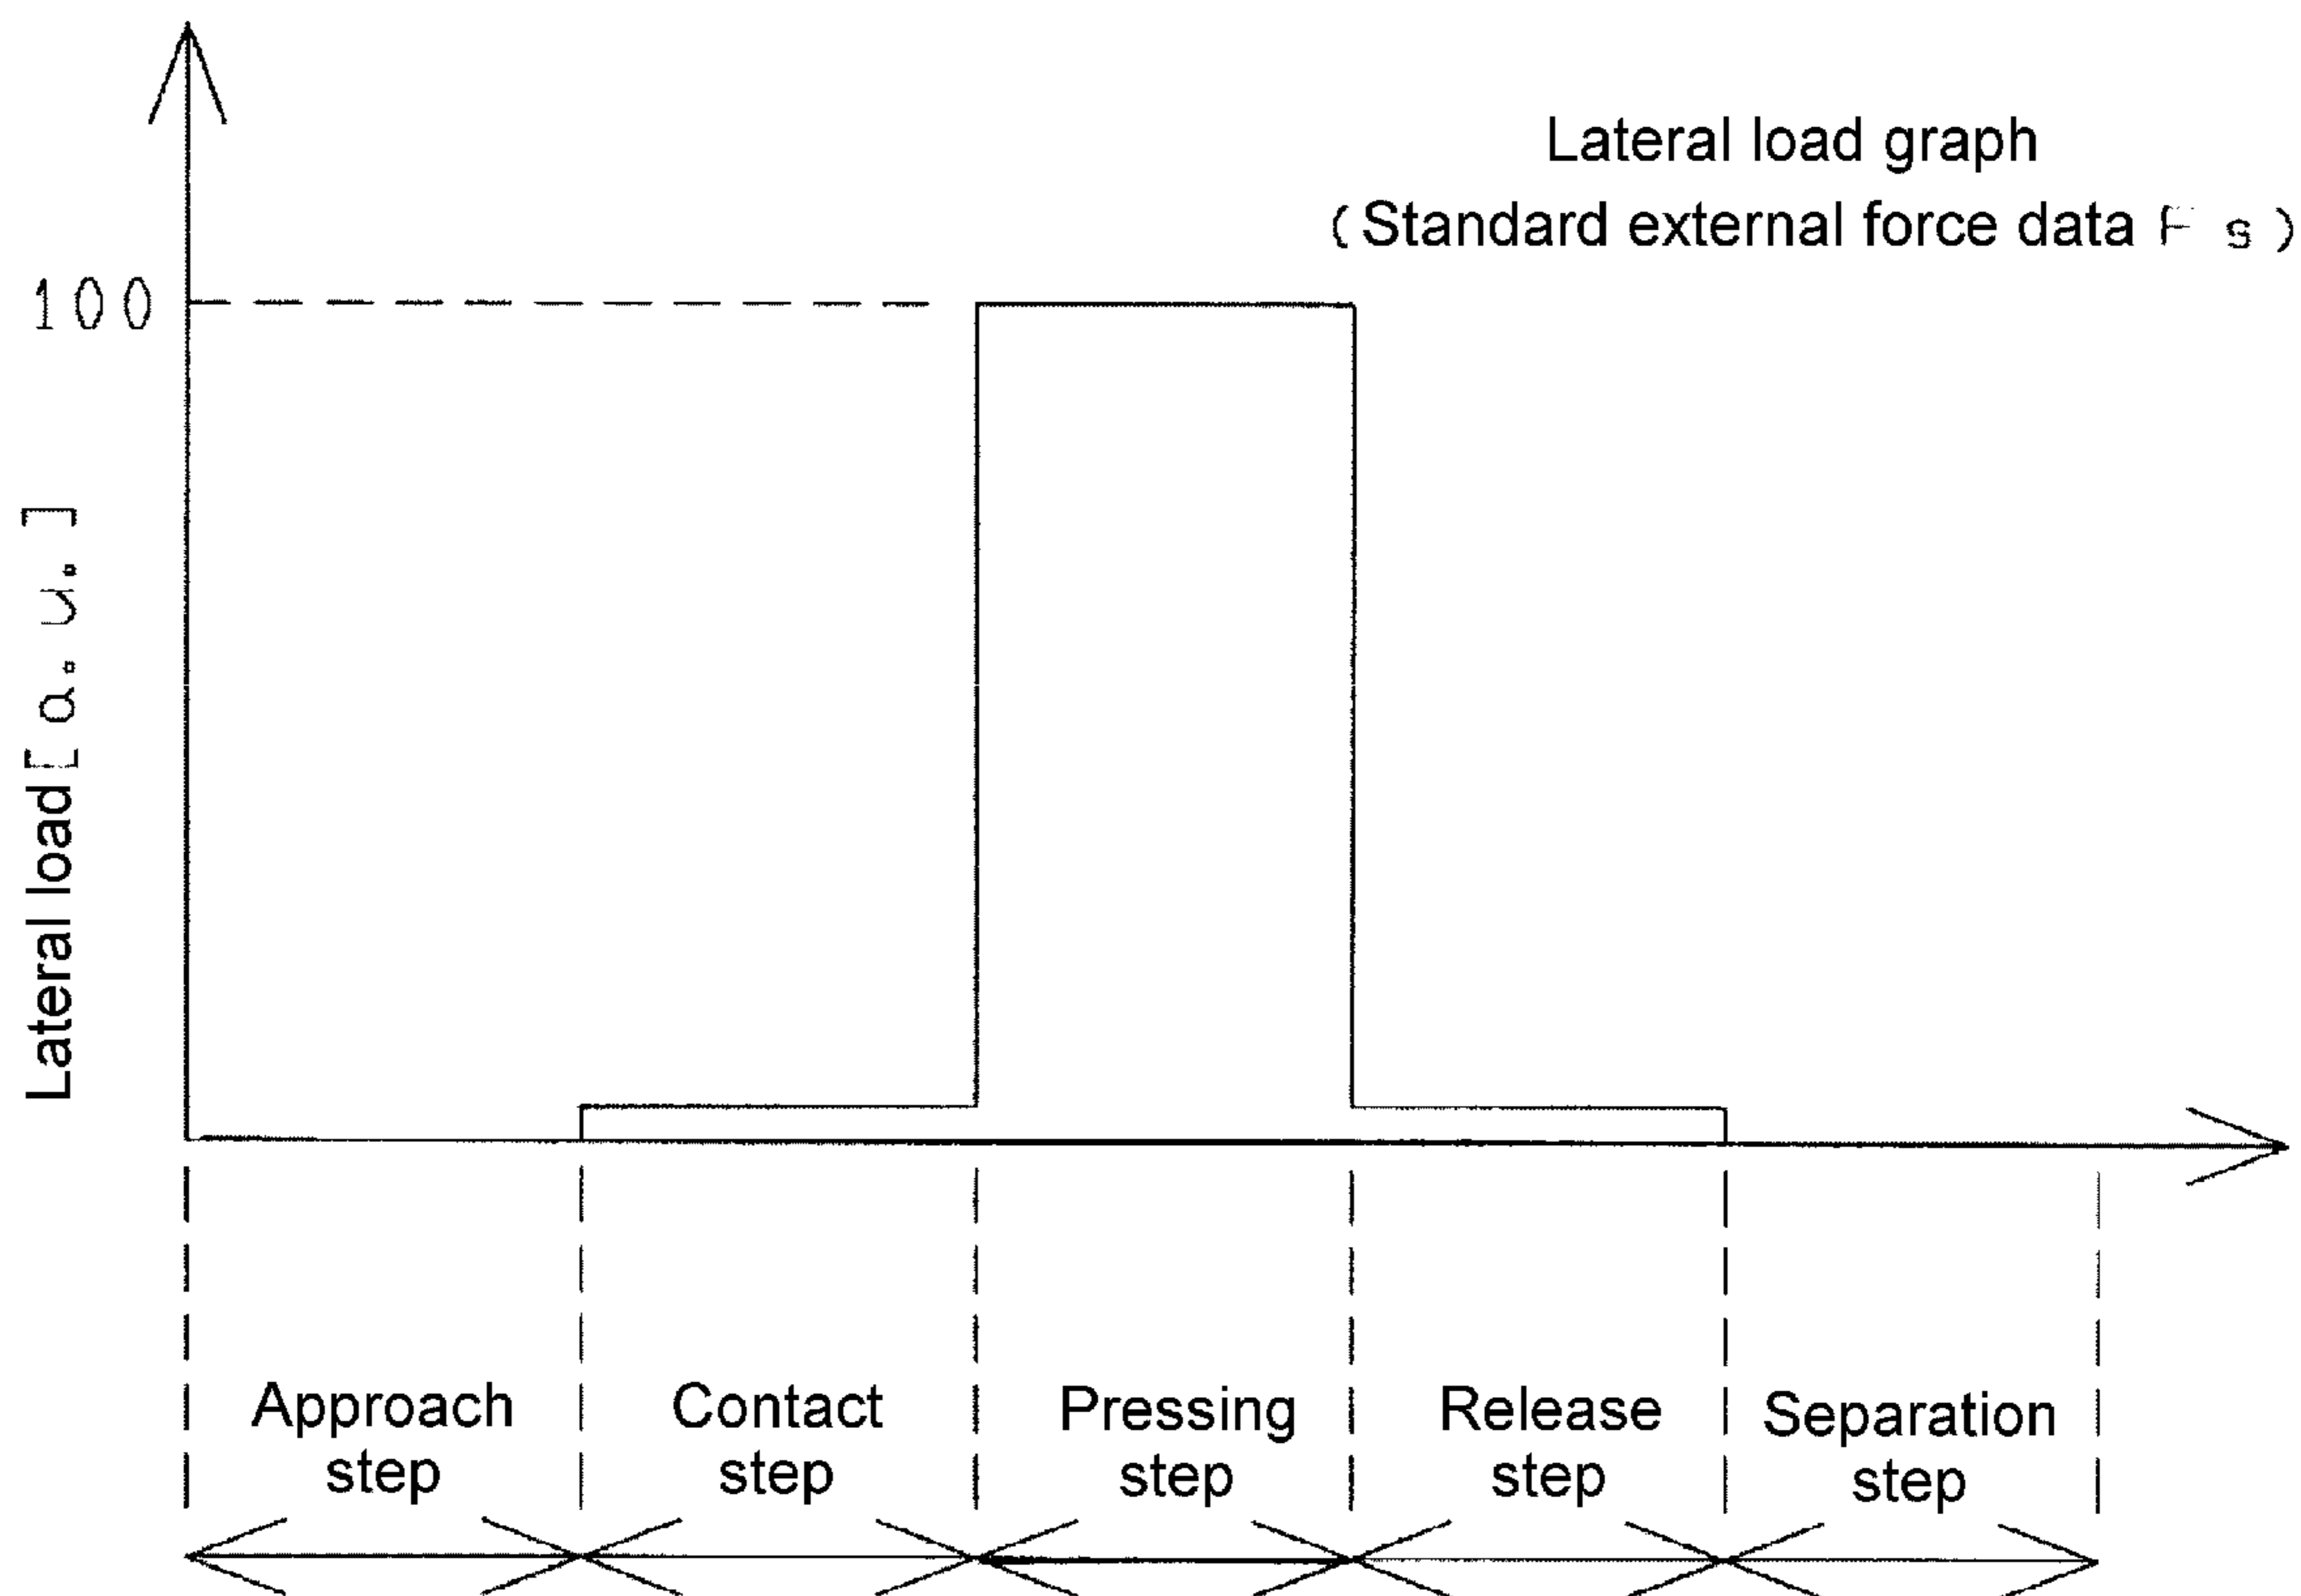 Lateral load graph
(Standard external force data Fs)
100
Lateral load[a.u.]
Approach
step
Contact
step
Pressing
step
Release
step
Separation
step